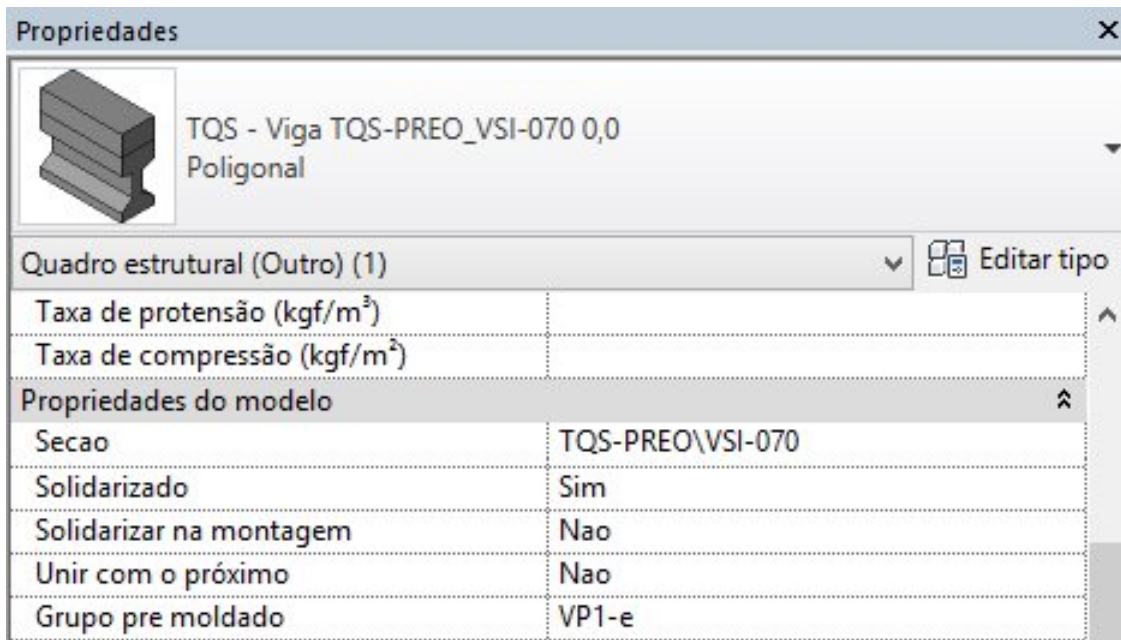 Propriedades
TQS - Viga TQS-PREO_VSI-070 0,0
Poligonal
Quadro estrutural (Outro) (1)
Editar tipo
Taxa de protensão (kgf/m³)
Taxa de compressão (kgf/m²)
Propriedades do modelo
Secao TQS-PREO\VSI-070
Solidarizado Sim
Solidarizar na montagem Nao
Unir com o próximo Nao
Grupo pre moldado VP1-e